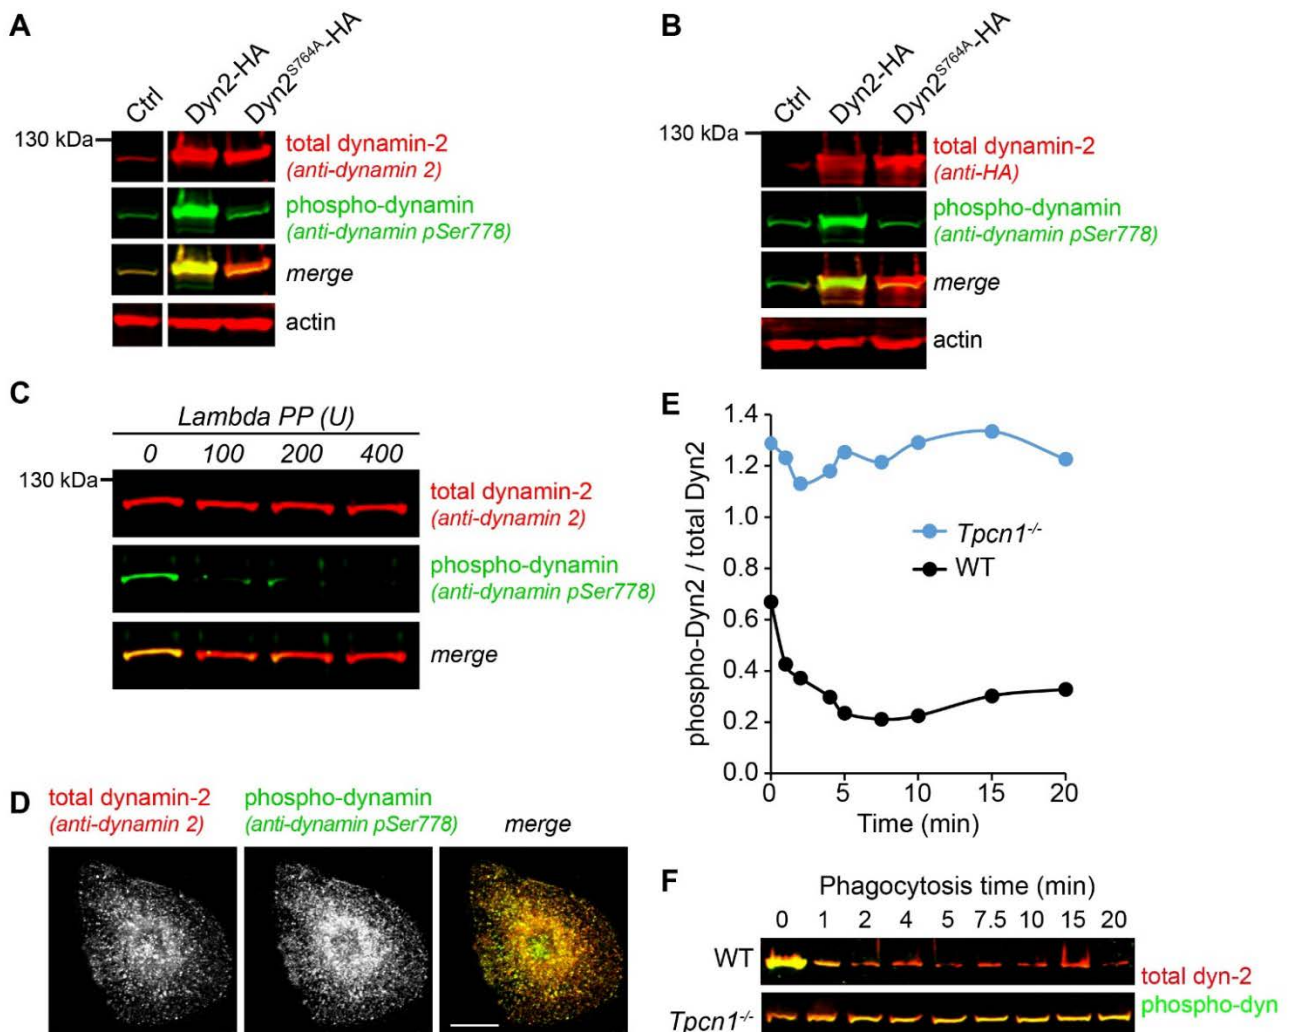 A
Ctrl
Dyn2-HA
Dyn2S764A-HA
130 kDa
total dynamin-2
(anti-dynamin 2)
phospho-dynamin
(anti-dynamin pSer778)
merge
actin
B
Ctrl
Dyn2-HA
Dyn2S764A-HA
130 kDa
total dynamin-2
(anti-HA)
phospho-dynamin
(anti-dynamin pSer778)
merge
actin
C
Lambda PP (U)
0 100 200 400
130 kDa
total dynamin-2
(anti-dynamin 2)
phospho-dynamin
(anti-dynamin pSer778)
merge
D
total dynamin-2
(anti-dynamin 2)
phospho-dynamin
(anti-dynamin pSer778)
merge
E
phospho-Dyn2 / total Dyn2
1.4
1.2
1.0
0.8
0.6
0.4
0.2
0.0
Tpcn1-/-
WT
0 5 10 15 20
Time (min)
F
Phagocytosis time (min)
0 1 2 4 5 7.5 10 15 20
WT
Tpcn1-/-
total dyn-2
phospho-dyn